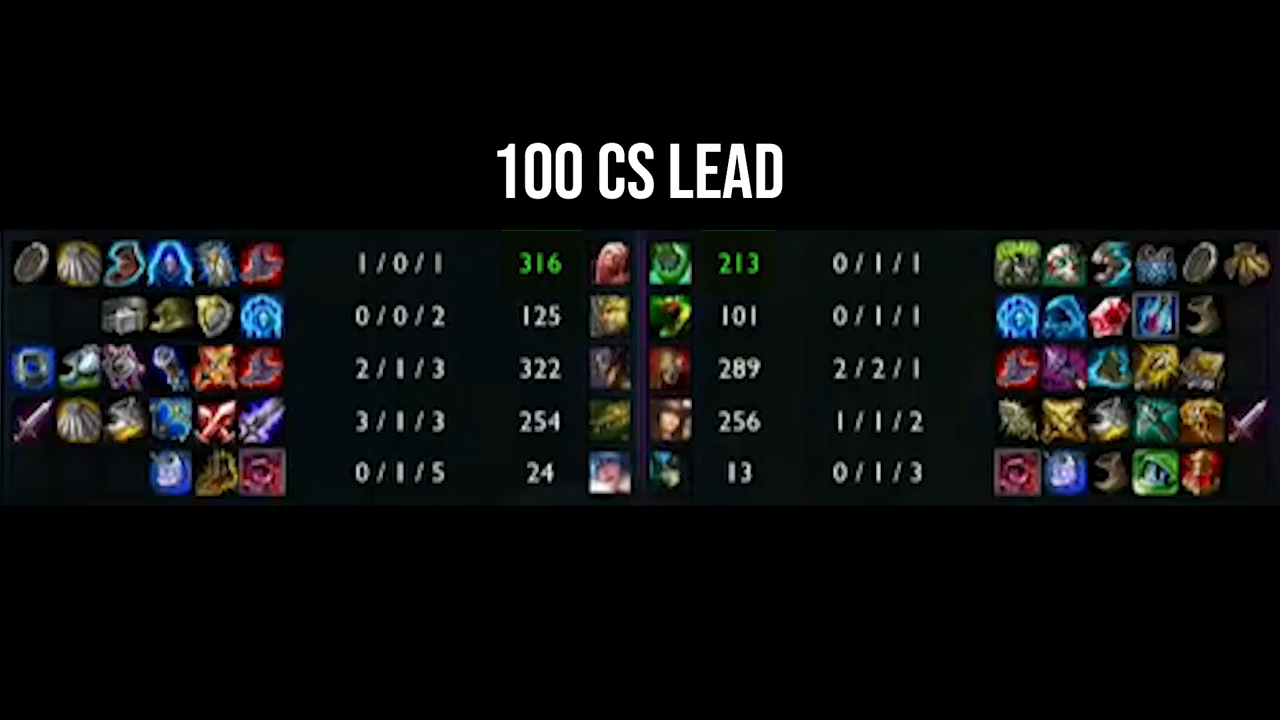 100 CS LEAD
1 / 0 / 1 316 213 0 / 1 / 1
0 / 0 / 2 125 101 0 / 1 / 1
2 / 1 / 3 322 289 2 / 2 / 1
3 / 1 / 3 254 256 1 / 1 / 2
0 / 1 / 5 24 13 0 / 1 / 3